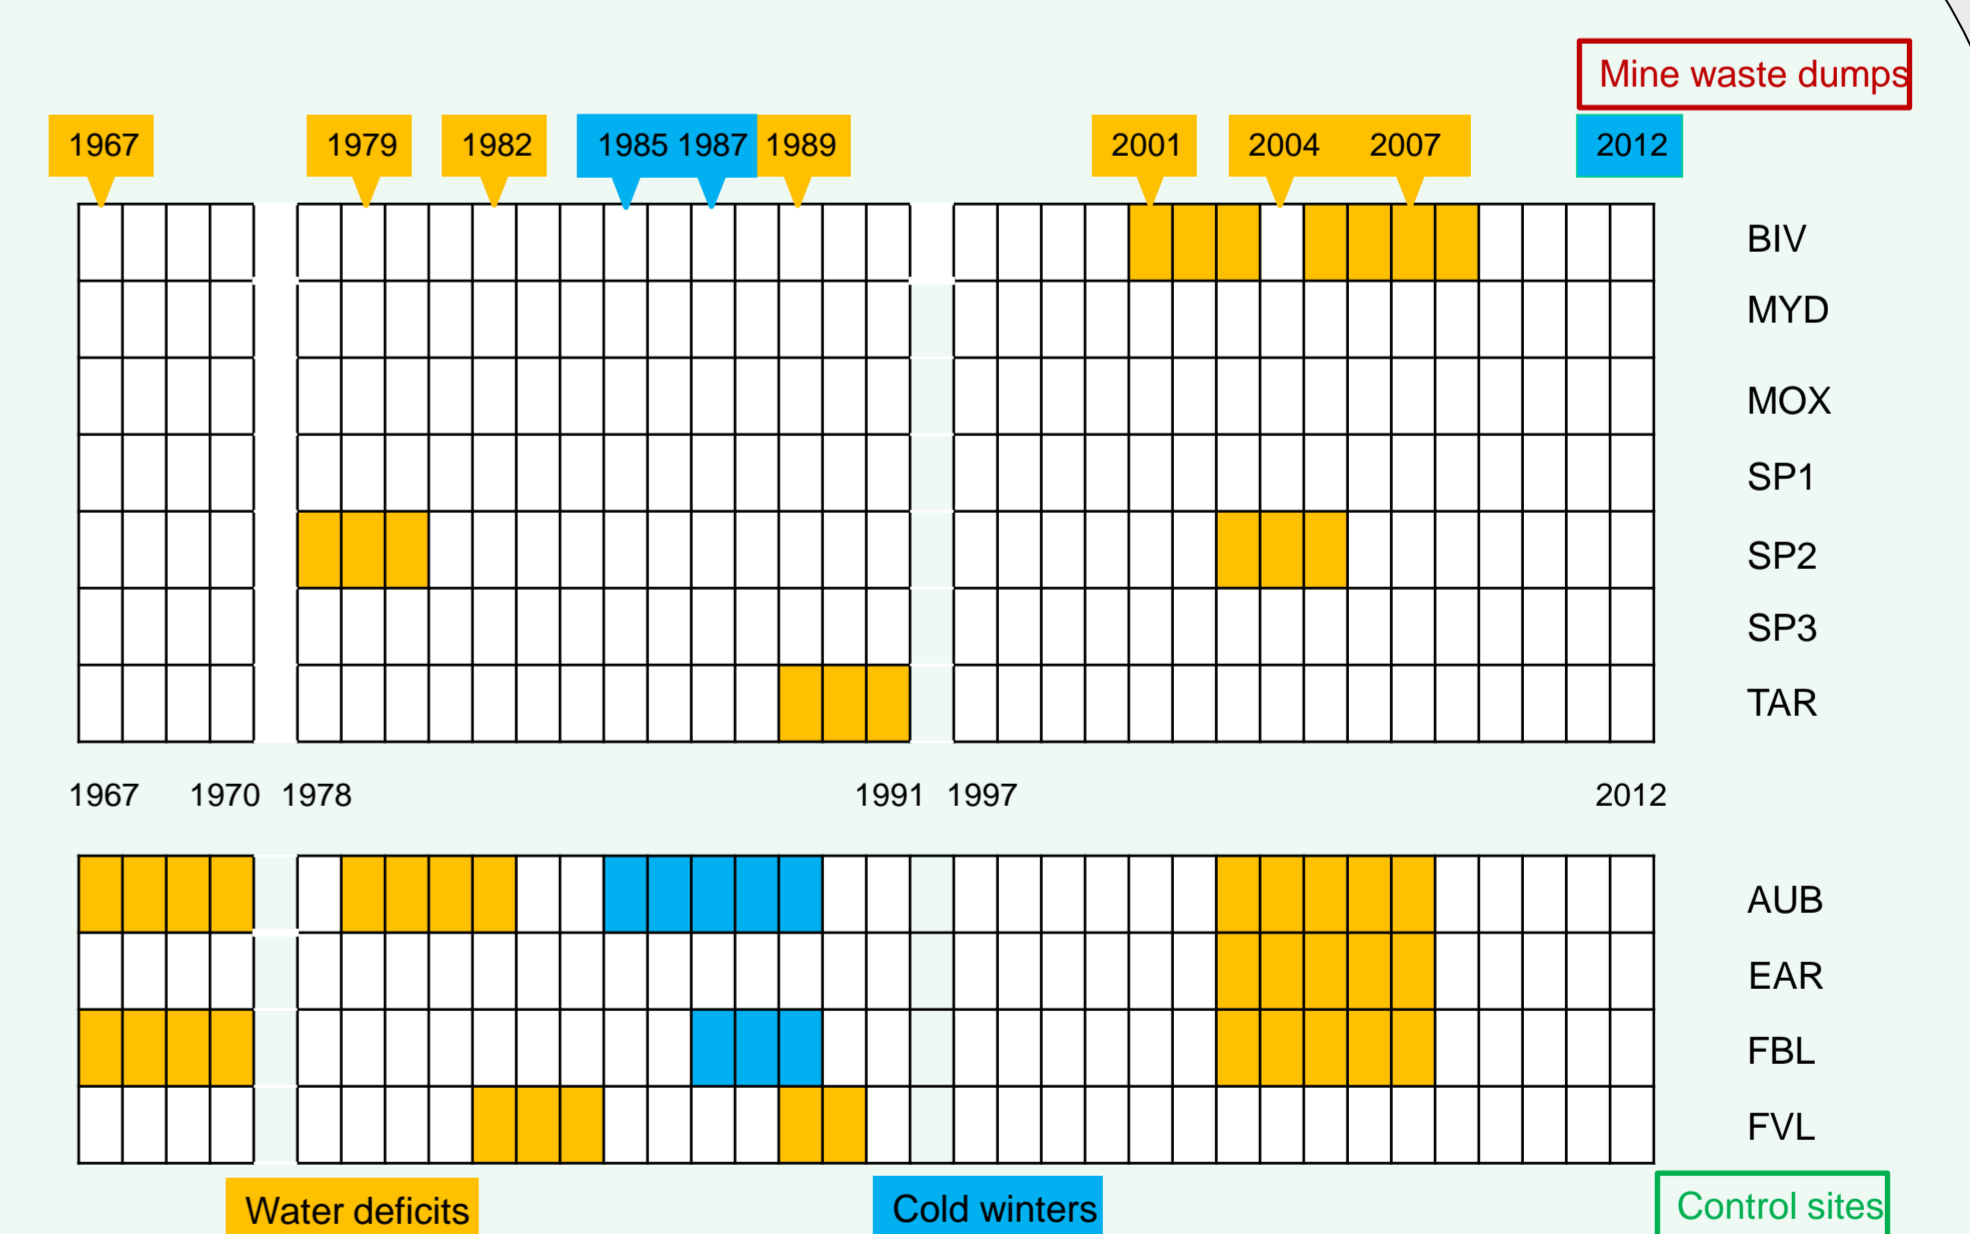 Mine waste dumps
1967 1979 1982 1985 1987 1989 2001 2004 2007 2012
BIV
MYD
MOX
SP1
SP2
SP3
TAR
1967 1970 1978 1991 1997 2012
AUB
EAR
FBL
FVL
Water deficits Cold winters Control sites